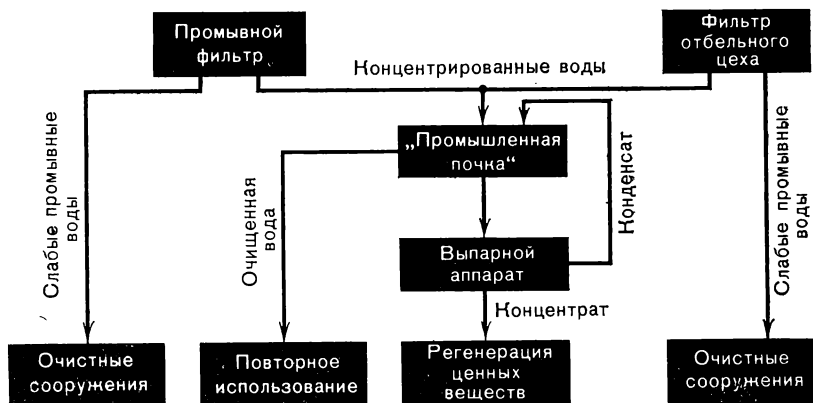 Промывной
фильтр
Фильтр
отбельного
цеха
Концентрированные воды
„Промышленная
почка“
Слабые промывные
воды
Очищенная
вода
Конденсат
Слабые промывные
воды
Выпарной
аппарат
Концентрат
Очистные
сооружения
Повторное
использование
Регенерация
ценных
веществ
Очистные
сооружения